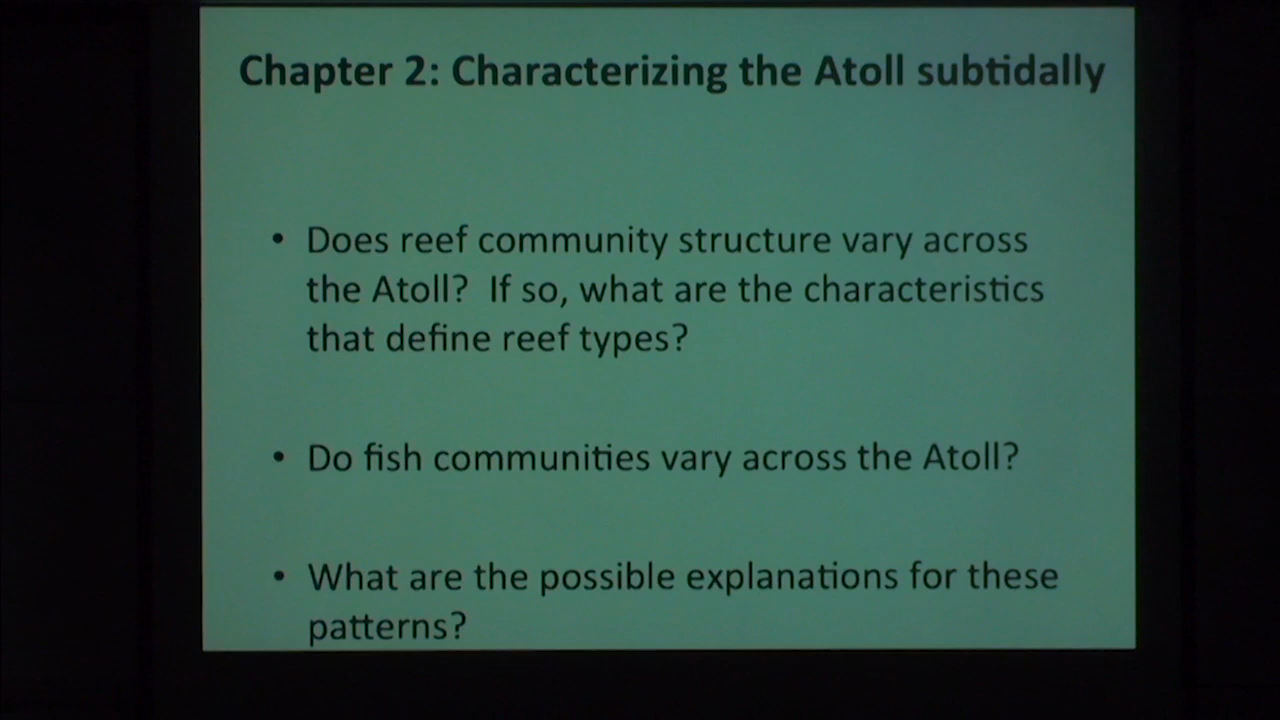 Chapter 2: Characterizing the Atoll subtidally
• Does reef community structure vary across
the Atoll?  If so, what are the characteristics
that define reef types?
• Do fish communities vary across the Atoll?
• What are the possible explanations for these
patterns?